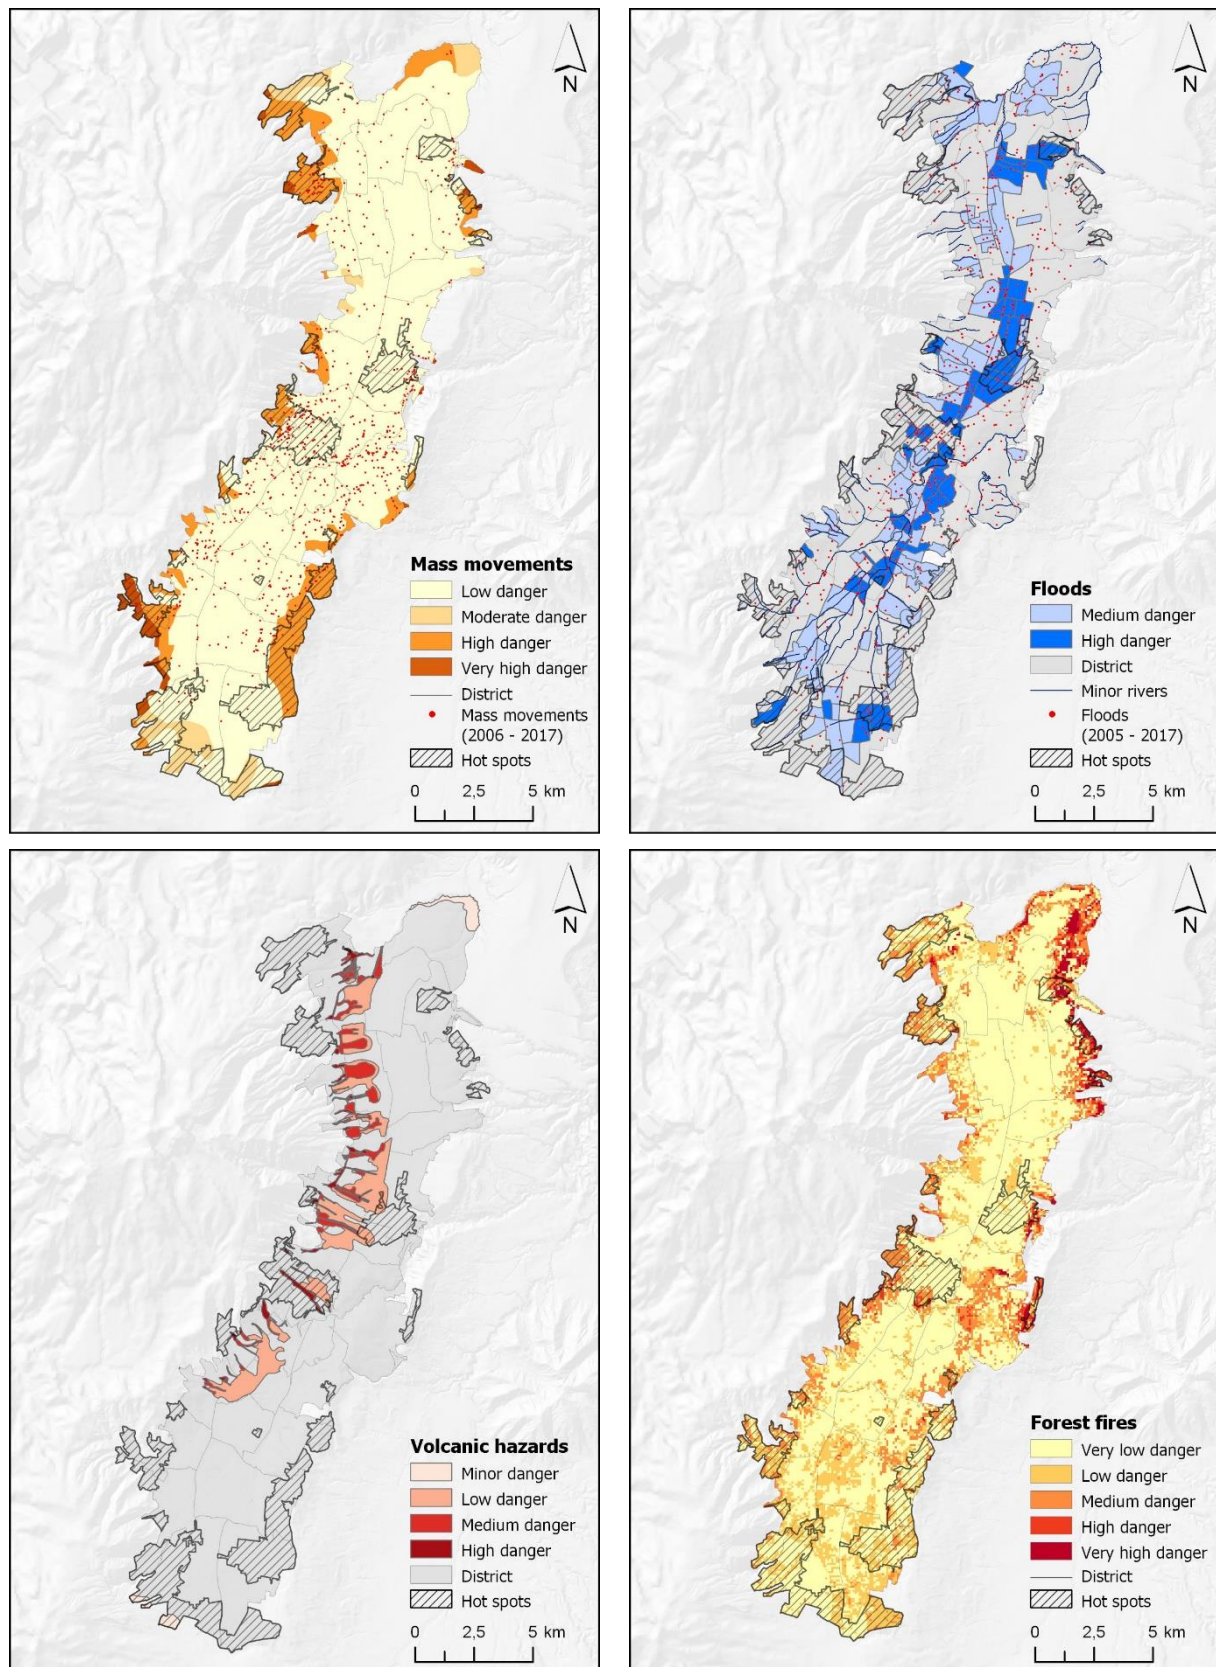 N
Mass movements
Low danger
Moderate danger
High danger
Very high danger
District
Mass movements
(2006 - 2017)
Hot spots
0 2,5 5 km
N
Floods
Medium danger
High danger
District
Minor rivers
Floods
(2005 - 2017)
Hot spots
0 2,5 5 km
N
Volcanic hazards
Minor danger
Low danger
Medium danger
High danger
District
Hot spots
0 2,5 5 km
N
Forest fires
Very low danger
Low danger
Medium danger
High danger
Very high danger
District
Hot spots
0 2,5 5 km